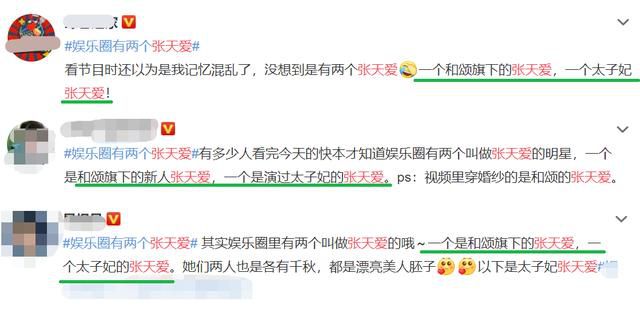 #娱乐圈有两个张天爱#
看节目时还以为是我记忆混乱了，没想到是有两个张天爱 一个和颂旗下的张天爱，一个太子妃
张天爱！
#娱乐圈有两个张天爱#有多少人看完今天的快本才知道娱乐圈有两个叫做张天爱的明星，一个
是和颂旗下的新人张天爱，一个是演过太子妃的张天爱。ps：视频里穿婚纱的是和颂的张天爱。
#娱乐圈有两个张天爱# 其实娱乐圈里有两个叫做张天爱的哦～一个是和颂旗下的张天爱，一
个太子妃的张天爱。她们两人也是各有千秋，都是漂亮美人胚子 以下是太子妃张天爱#